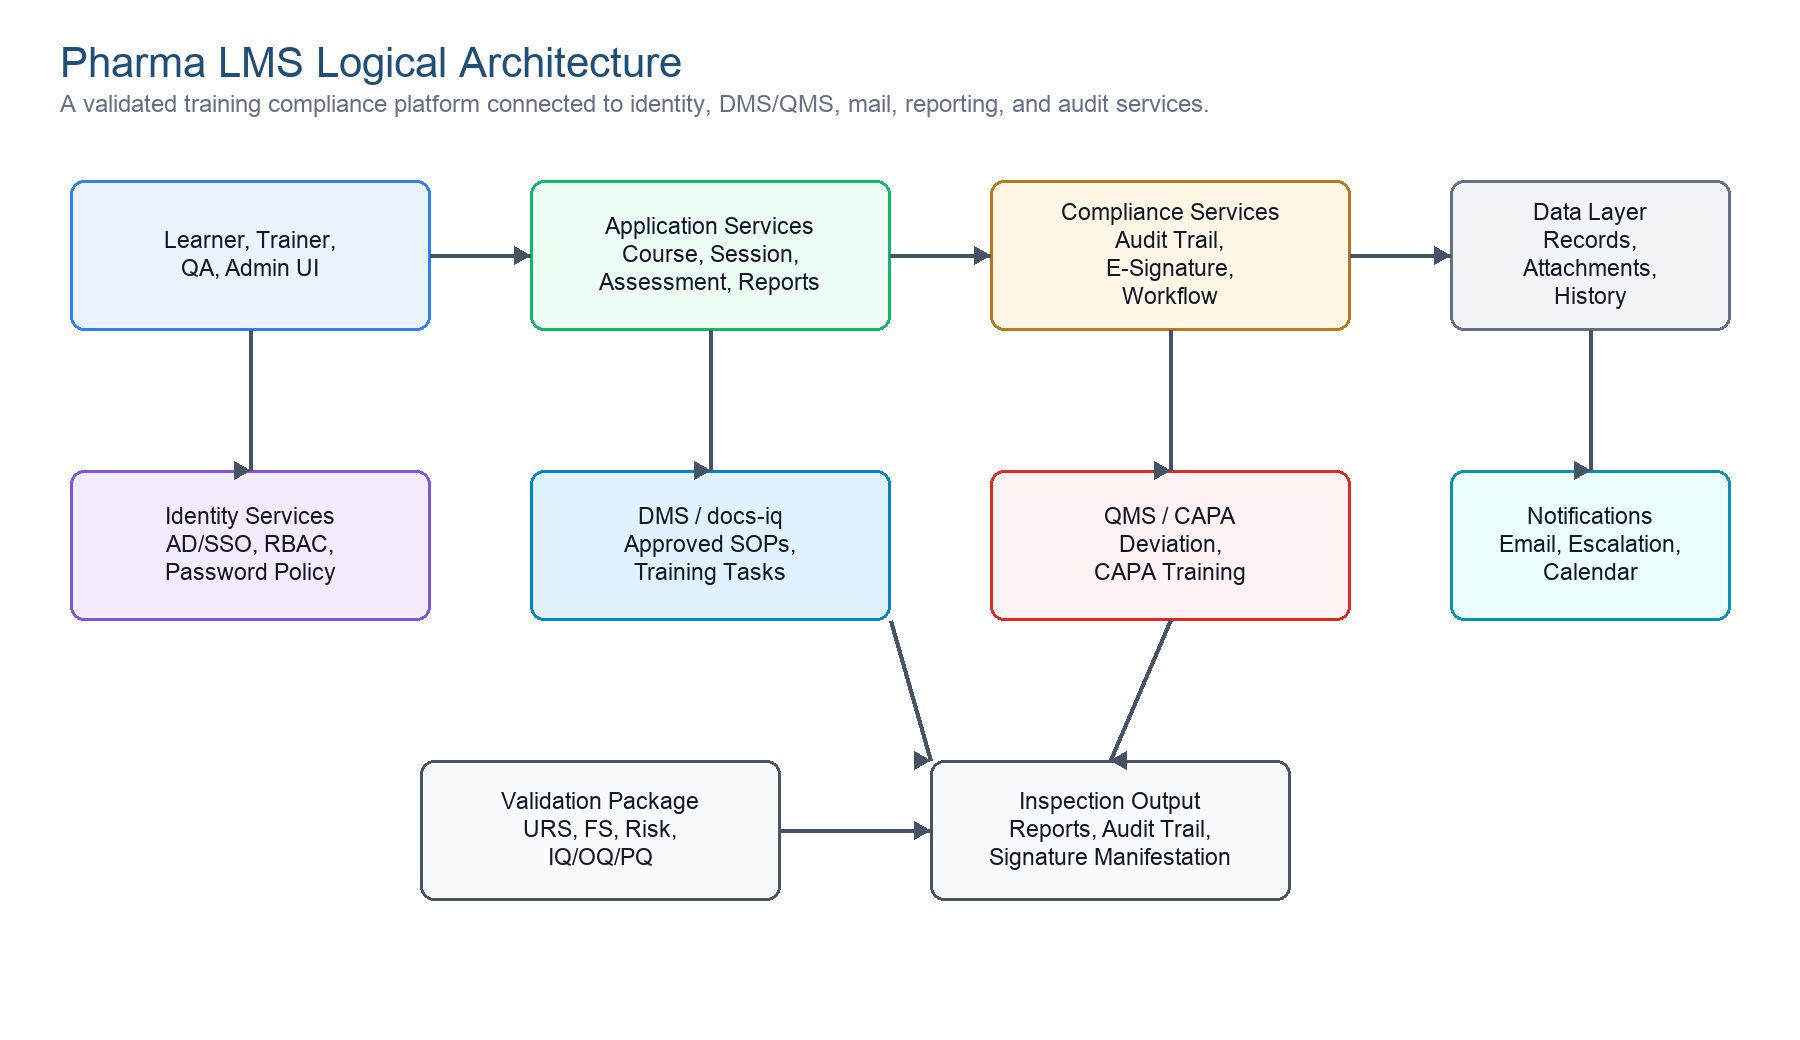 Pharma LMS Logical Architecture
A validated training compliance platform connected to identity, DMS/QMS, mail, reporting, and audit services.
Learner, Trainer,
QA, Admin UI
Application Services
Course, Session,
Assessment, Reports
Compliance Services
Audit Trail,
E-Signature,
Workflow
Data Layer
Records,
Attachments,
History
Identity Services
AD/SSO, RBAC,
Password Policy
DMS / docs-iq
Approved SOPs,
Training Tasks
QMS / CAPA
Deviation,
CAPA Training
Notifications
Email, Escalation,
Calendar
Validation Package
URS, FS, Risk,
IQ/OQ/PQ
Inspection Output
Reports, Audit Trail,
Signature Manifestation